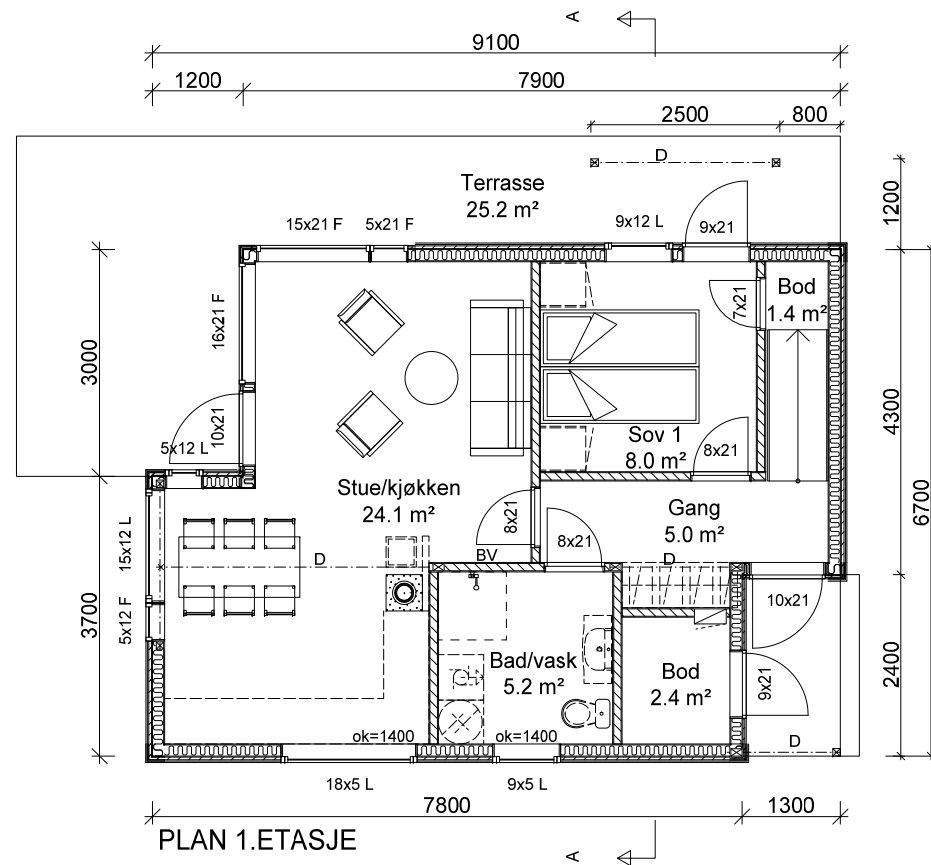 A
9100
1200
7900
2500
800
D
Terrasse
25.2 m²
1200
15x21 F
5x21 F
9x12 L
9x21
Bod
1.4 m²
7x21
16x21 F
3000
4300
10x21
5x12 L
Sov 1
8.0 m²
8x21
Stue/kjøkken
24.1 m²
Gang
5.0 m²
6700
8x21
8x21
15x12 L
D
BV
D
5x12 F
10x21
3700
Bad/vask
5.2 m²
Bod
2.4 m²
9x21
2400
ok=1400
ok=1400
D
18x5 L
9x5 L
7800
1300
PLAN 1.ETASJE
A